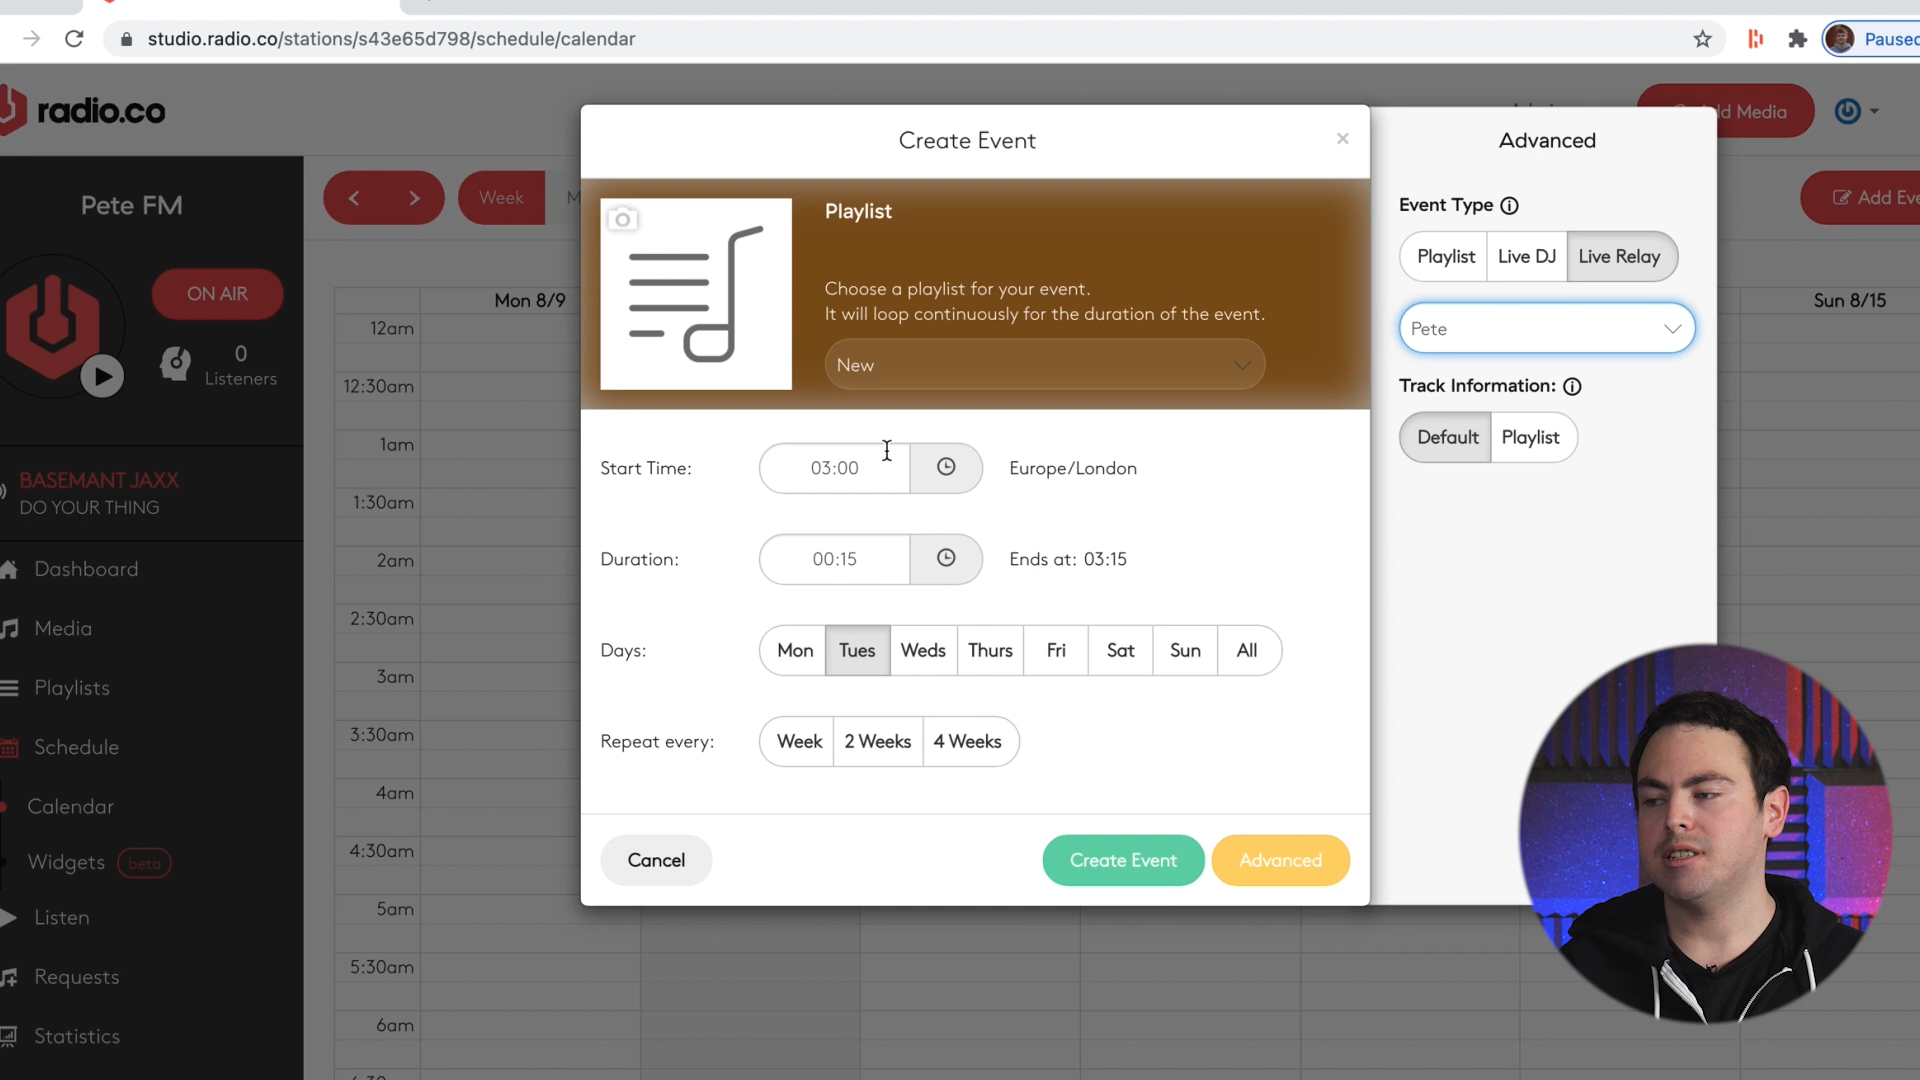 studio.radio.co/stations/s43e65d798/schedule/calendar
Paused
radio.co
Create Event
×
Advanced
d Media
Pete FM
ON AIR
0
Listeners
BASEMANT JAXX
DO YOUR THING
Dashboard
Media
Playlists
Schedule
Calendar
Widgets beta
Listen
Requests
Statistics
Week
M
Add Eve
Mon 8/9
Sun 8/15
12am
12:30am
1am
1:30am
2am
2:30am
3am
3:30am
4am
4:30am
5am
5:30am
6am
Playlist
Choose a playlist for your event.
It will loop continuously for the duration of the event.
New
Start Time: 03:00 Europe/London
Duration: 00:15 Ends at: 03:15
Days: Mon Tues Weds Thurs Fri Sat Sun All
Repeat every: Week 2 Weeks 4 Weeks
Cancel Create Event Advanced
Event Type
Playlist Live DJ Live Relay
Pete
Track Information:
Default Playlist